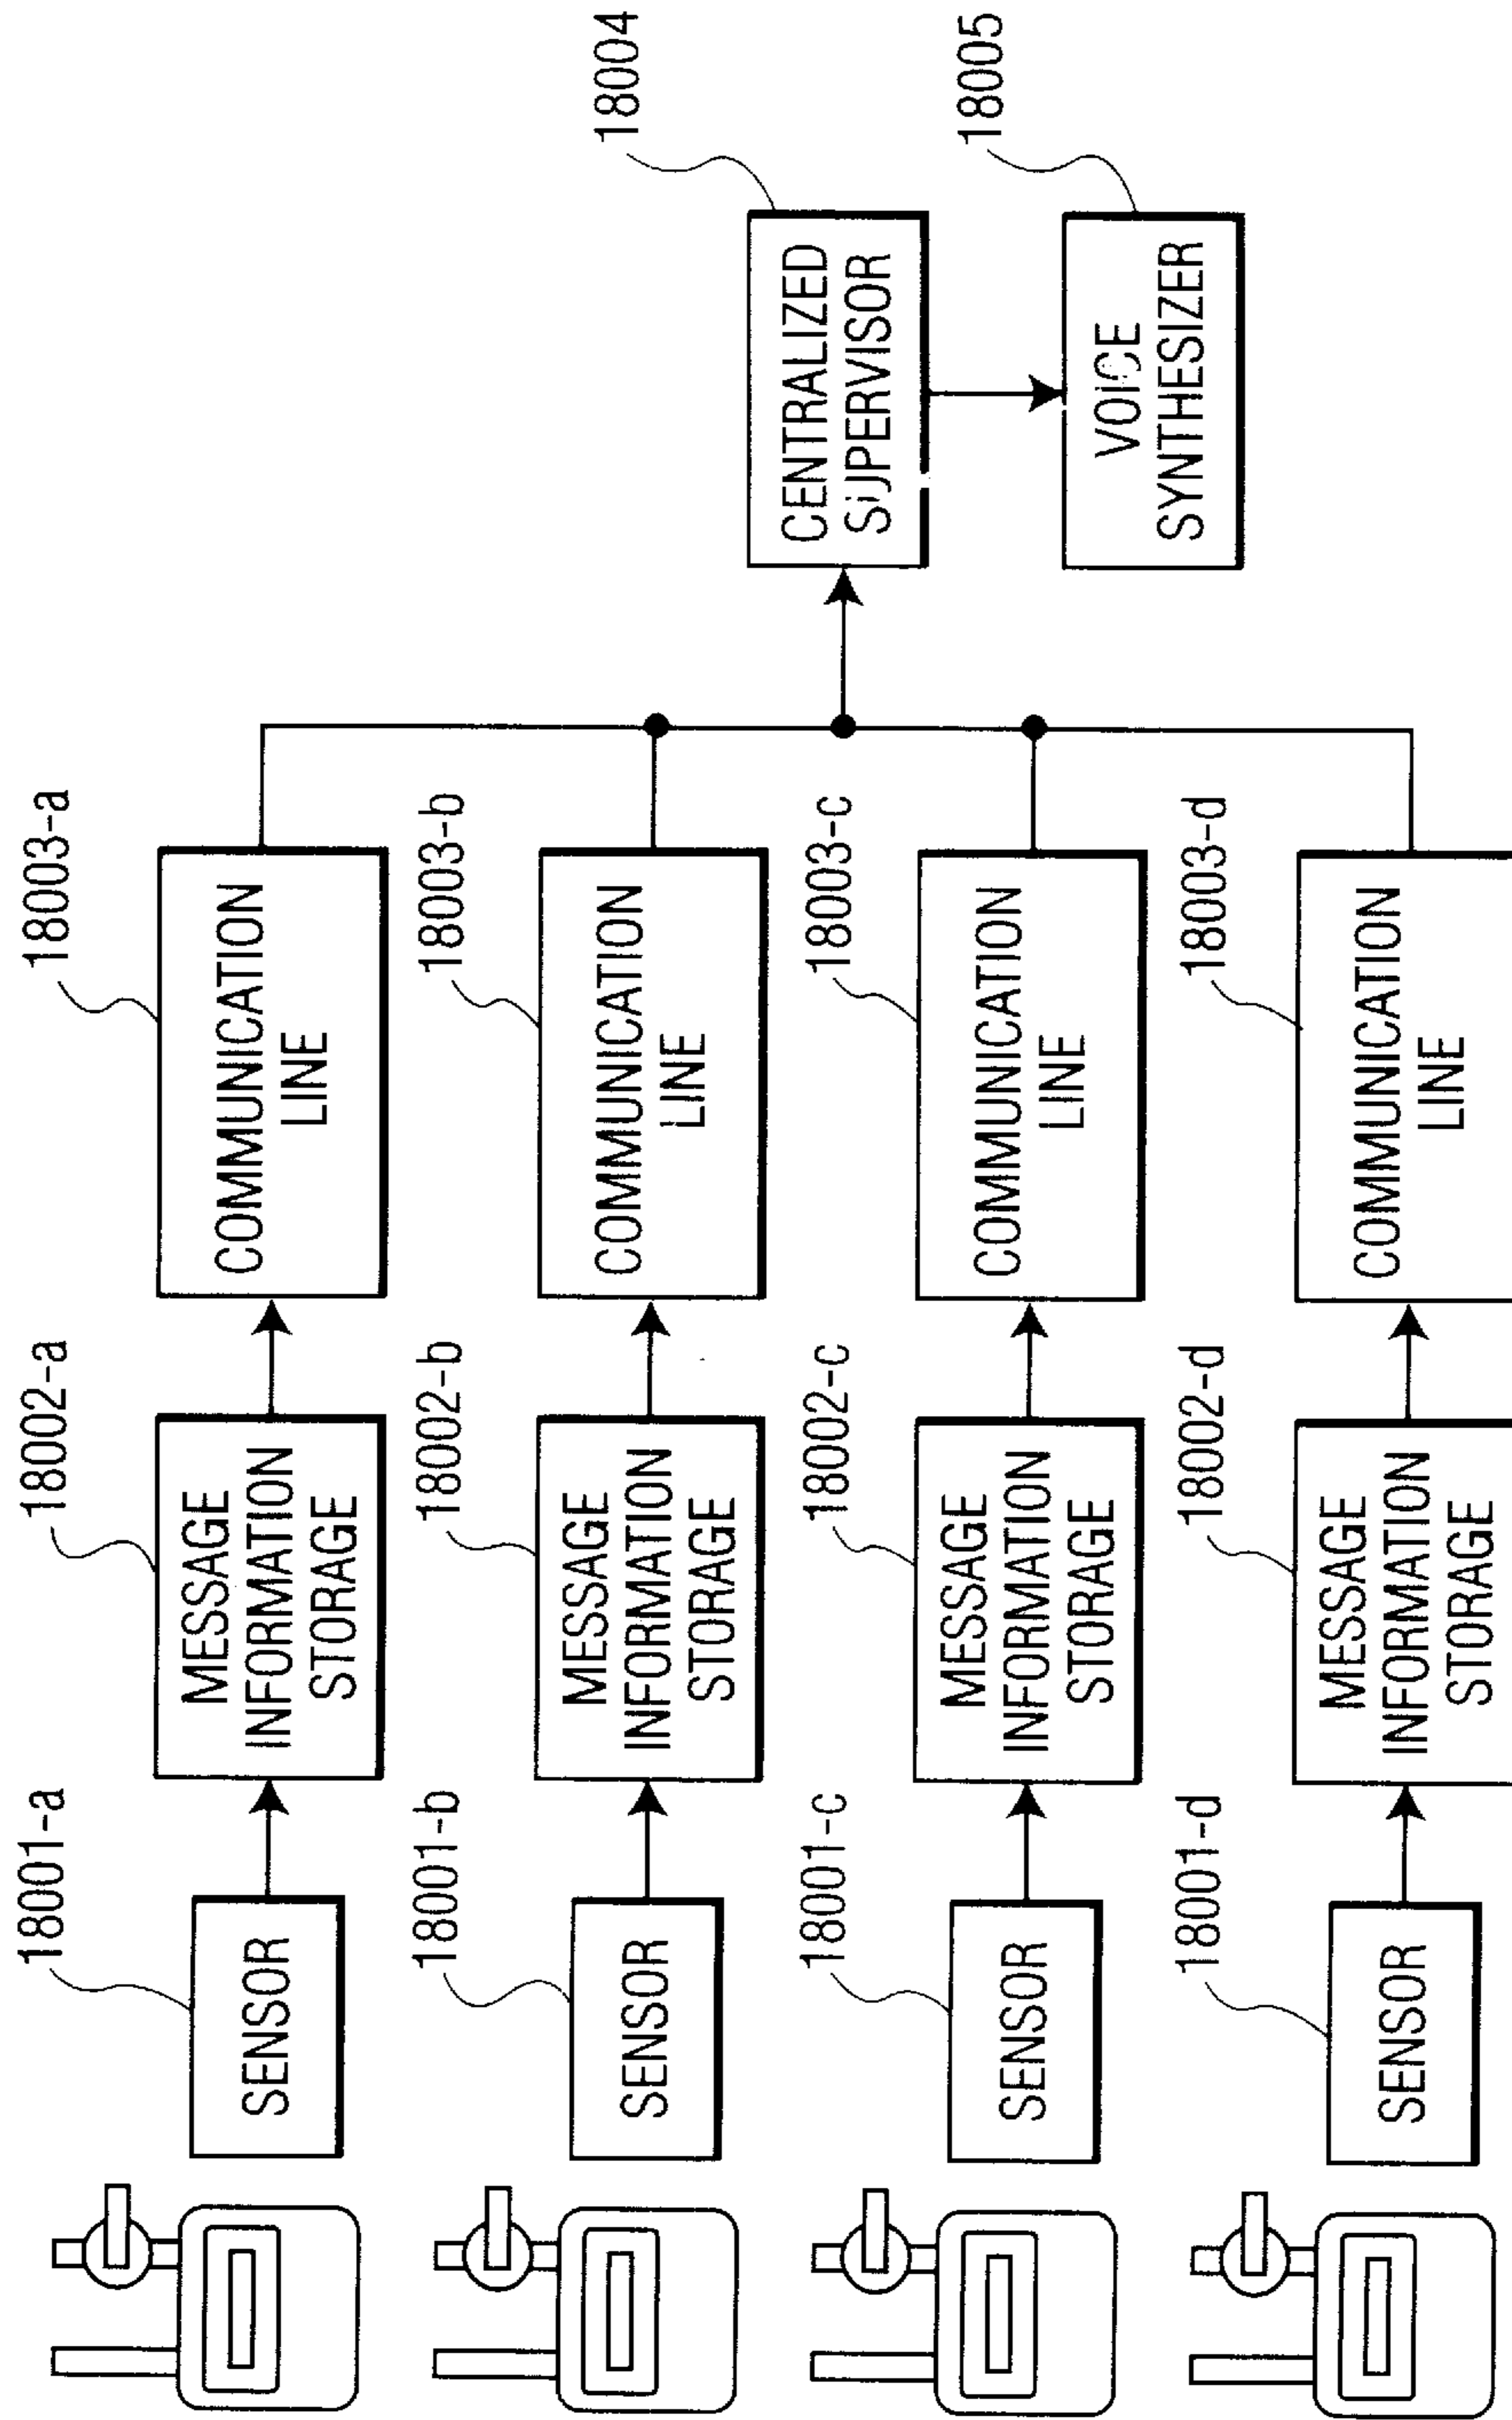 18001-a
SENSOR
18002-a
MESSAGE
INFORMATION
STORAGE
18003-a
COMMUNICATION
LINE
18001-b
SENSOR
18002-b
MESSAGE
INFORMATION
STORAGE
18003-b
COMMUNICATION
LINE
18001-c
SENSOR
18002-c
MESSAGE
INFORMATION
STORAGE
18003-c
COMMUNICATION
LINE
18001-d
SENSOR
18002-d
MESSAGE
INFORMATION
STORAGE
18003-d
COMMUNICATION
LINE
18004
CENTRALIZED
SUPERVISOR
18005
VOICE
SYNTHESIZER